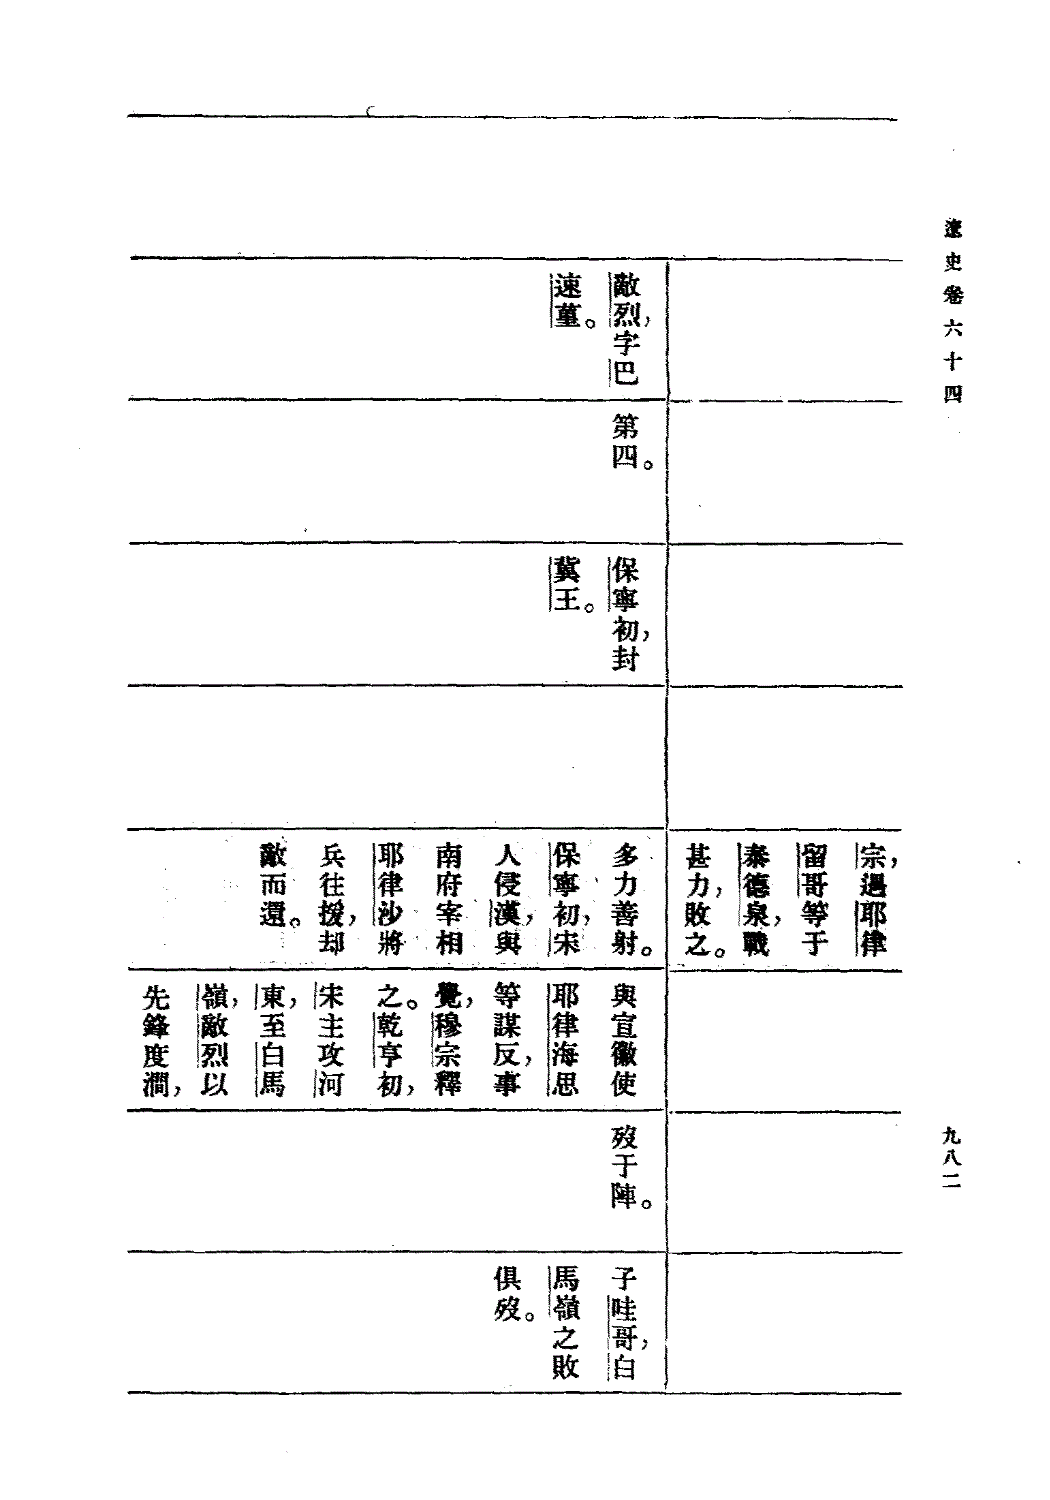 遼史卷六十四
九八二
宗，遇耶律
留哥等于
泰德泉，戰
甚力，敗之。
敵烈，字巴
速菫。
第四。
保寧初，封
冀王。
多力善射。
保寧初，宋
人侵漢，與
南府宰相
耶律沙將
兵往援，却
敵而還。
與宣徽使
耶律海思
等謀反，事
覺，穆宗釋
之。乾亨初，
宋主攻河
東，至白馬
嶺，敵烈以
先鋒度澗，
歿于陣。
子哇哥，白
馬嶺之敗
俱歿。